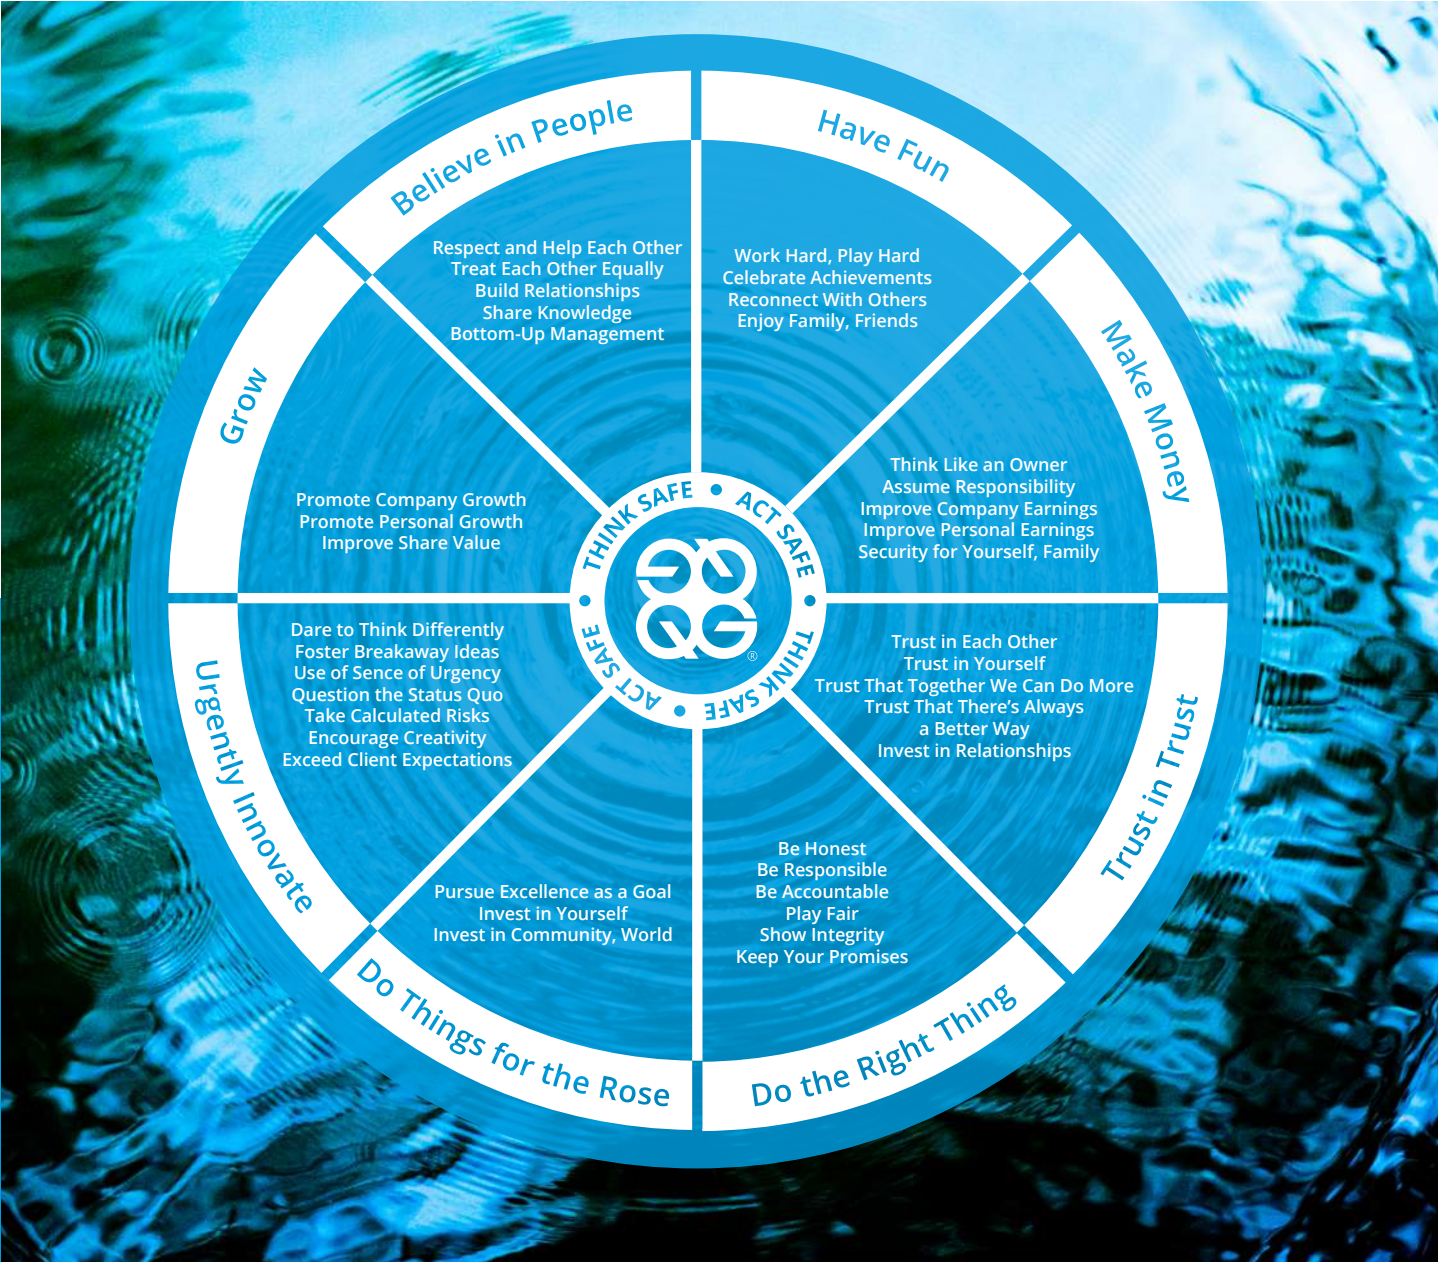 Believe in People
Respect and Help Each Other
Treat Each Other Equally
Build Relationships
Share Knowledge
Bottom-Up Management
Have Fun
Work Hard, Play Hard
Celebrate Achievements
Reconnect With Others
Enjoy Family, Friends
Make Money
Think Like an Owner
Assume Responsibility
Improve Company Earnings
Improve Personal Earnings
Security for Yourself, Family
Trust in Trust
Trust in Each Other
Trust in Yourself
Trust That Together We Can Do More
Trust That There's Always
a Better Way
Invest in Relationships
Do the Right Thing
Be Honest
Be Responsible
Be Accountable
Play Fair
Show Integrity
Keep Your Promises
Do Things for the Rose
Pursue Excellence as a Goal
Invest in Yourself
Invest in Community, World
Urgently Innovate
Dare to Think Differently
Foster Breakaway Ideas
Use of Sence of Urgency
Question the Status Quo
Take Calculated Risks
Encourage Creativity
Exceed Client Expectations
Grow
Promote Company Growth
Promote Personal Growth
Improve Share Value
THINK SAFE • ACT SAFE • THINK SAFE • ACT SAFE •
®